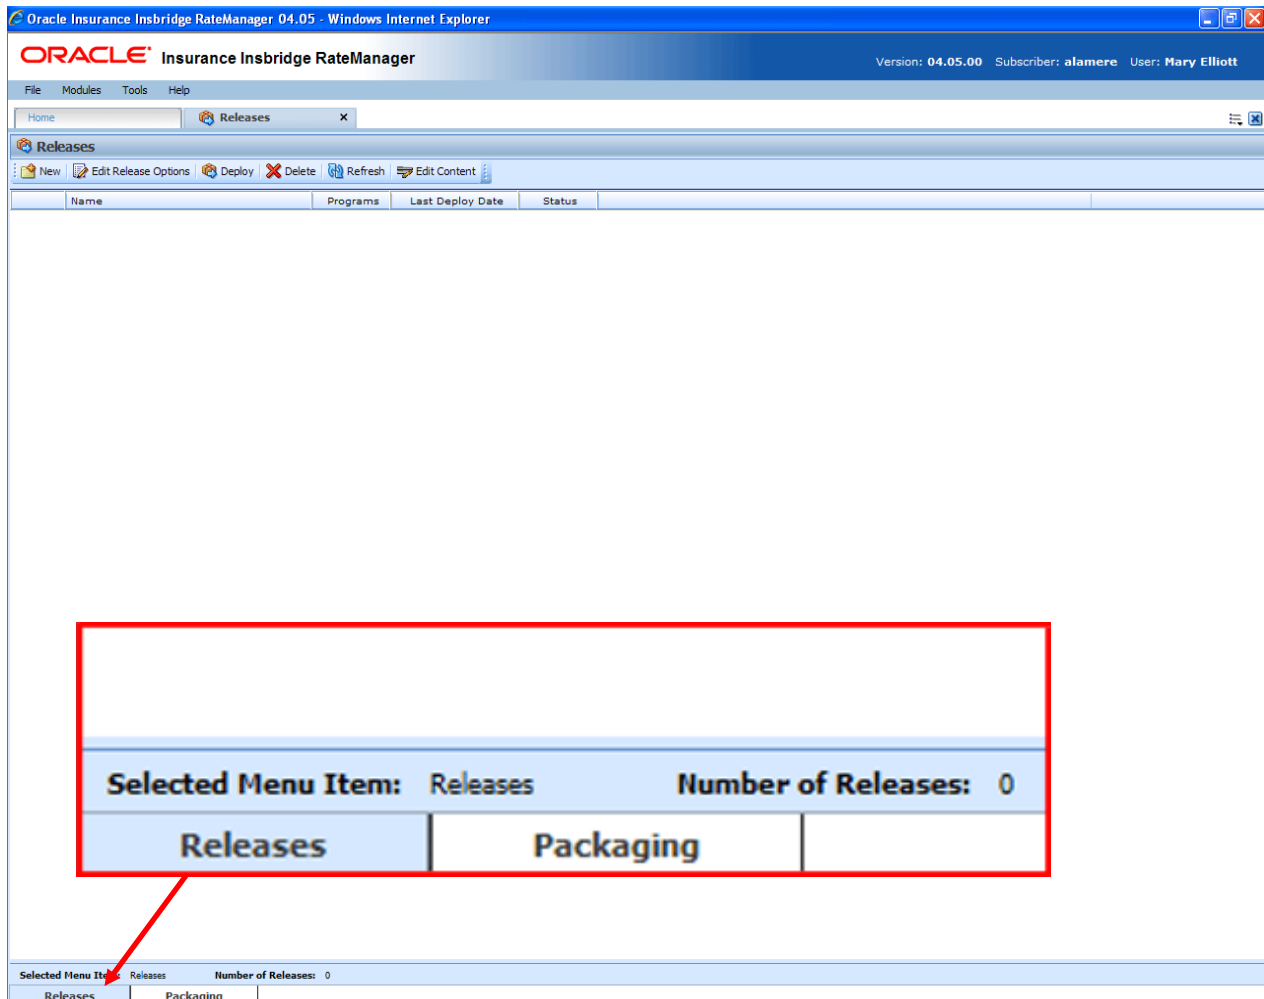 Oracle Insurance Insbridge RateManager 04.05 - Windows Internet Explorer
ORACLE® Insurance Insbridge RateManager
Version: 04.05.00 Subscriber: alamere User: Mary Elliott
File Modules Tools Help
Home Releases x
Releases
New Edit Release Options Deploy Delete Refresh Edit Content
Name Programs Last Deploy Date Status
Selected Menu Item: Releases Number of Releases: 0
Releases Packaging
Selected Menu Item: Releases Number of Releases: 0
Releases Packaging